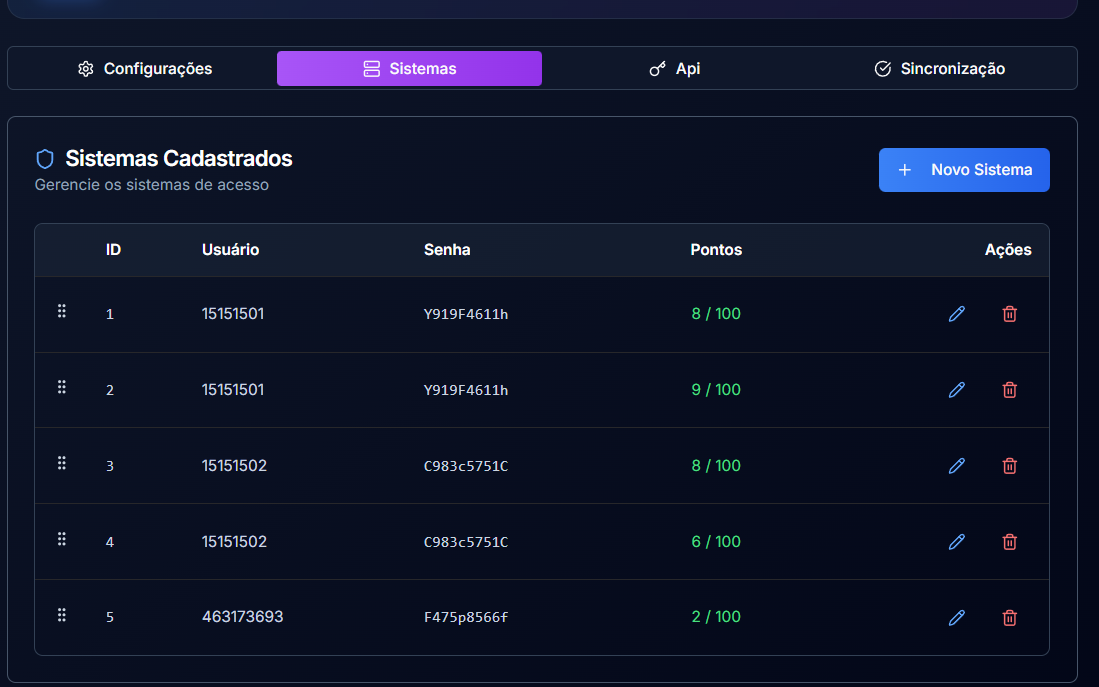 Configurações Sistemas Api Sincronização
Sistemas Cadastrados
Gerencie os sistemas de acesso
+ Novo Sistema
ID Usuário Senha Pontos Ações
1 15151501 Y919F4611h 8 / 100
2 15151501 Y919F4611h 9 / 100
3 15151502 C983c5751C 8 / 100
4 15151502 C983c5751C 6 / 100
5 463173693 F475p8566f 2 / 100